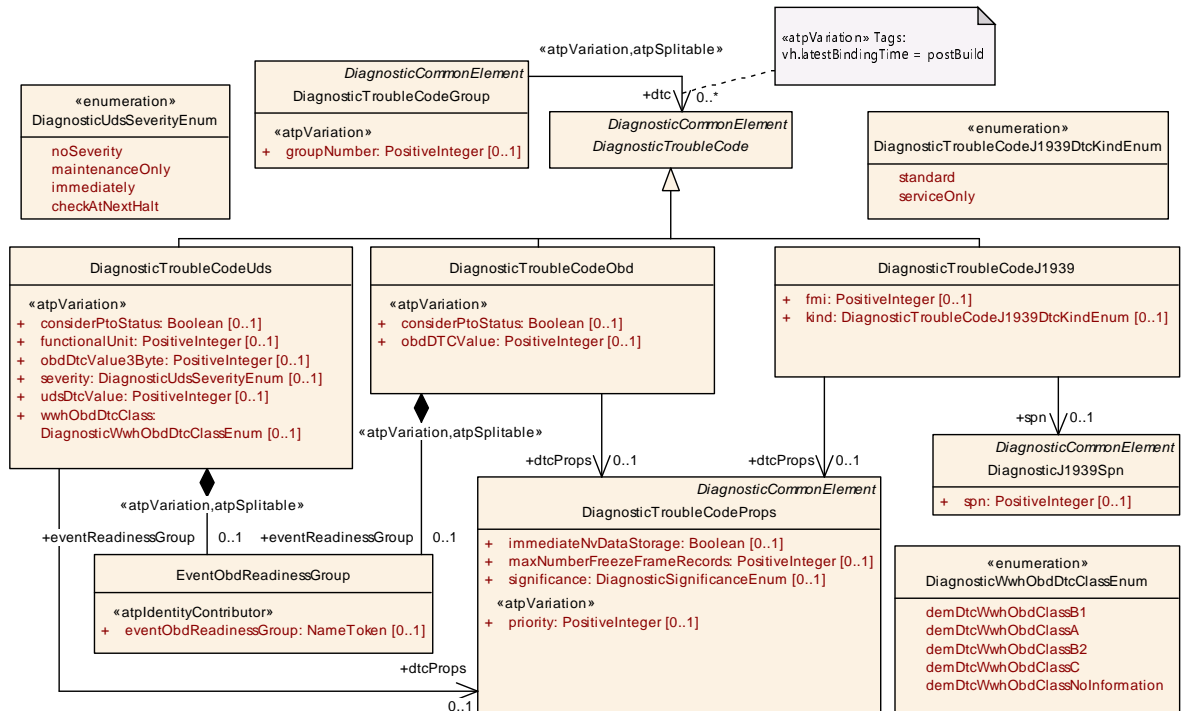 «atpVariation» Tags:
vh.latestBindingTime = postBuild
«atpVariation,atpSplitable»
DiagnosticCommonElement
DiagnosticTroubleCodeGroup
«atpVariation»
+ groupNumber: PositiveInteger [0..1]
+dtc
0..*
«enumeration»
DiagnosticUdsSeverityEnum
noSeverity
maintenanceOnly
immediately
checkAtNextHalt
DiagnosticCommonElement
DiagnosticTroubleCode
«enumeration»
DiagnosticTroubleCodeJ1939DtcKindEnum
standard
serviceOnly
DiagnosticTroubleCodeUds
«atpVariation»
+ considerPtoStatus: Boolean [0..1]
+ functionalUnit: PositiveInteger [0..1]
+ obdDtcValue3Byte: PositiveInteger [0..1]
+ severity: DiagnosticUdsSeverityEnum [0..1]
+ udsDtcValue: PositiveInteger [0..1]
+ wwhObdDtcClass:
DiagnosticWwhObdDtcClassEnum [0..1]
DiagnosticTroubleCodeObd
«atpVariation»
+ considerPtoStatus: Boolean [0..1]
+ obdDTCValue: PositiveInteger [0..1]
DiagnosticTroubleCodeJ1939
+ fmi: PositiveInteger [0..1]
+ kind: DiagnosticTroubleCodeJ1939DtcKindEnum [0..1]
«atpVariation,atpSplitable»
+spn
0..1
+dtcProps
0..1
+dtcProps
0..1
DiagnosticCommonElement
DiagnosticJ1939Spn
+ spn: PositiveInteger [0..1]
«atpVariation,atpSplitable»
+eventReadinessGroup
0..1
+eventReadinessGroup
0..1
DiagnosticCommonElement
DiagnosticTroubleCodeProps
+ immediateNvDataStorage: Boolean [0..1]
+ maxNumberFreezeFrameRecords: PositiveInteger [0..1]
+ significance: DiagnosticSignificanceEnum [0..1]
«atpVariation»
+ priority: PositiveInteger [0..1]
EventObdReadinessGroup
«atpIdentityContributor»
+ eventObdReadinessGroup: NameToken [0..1]
«enumeration»
DiagnosticWwhObdDtcClassEnum
demDtcWwhObdClassB1
demDtcWwhObdClassA
demDtcWwhObdClassB2
demDtcWwhObdClassC
demDtcWwhObdClassNoInformation
+dtcProps
0..1